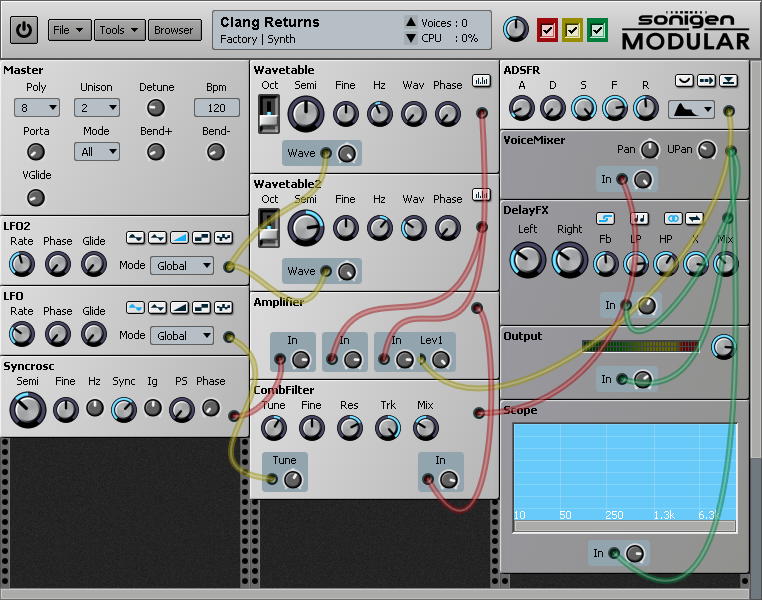 File Tools Browser
Clang Returns
Factory | Synth
Voices : 0
CPU : 0%
sonigen
MODULAR
Master
Poly Unison Detune Bpm
8 2 120
Porta Mode Bend+ Bend-
All
VGlide
LFO2
Rate Phase Glide
Mode Global
LFO
Rate Phase Glide
Mode Global
Syncrosc
Semi Fine Hz Sync Ig PS Phase
Wavetable
Oct Semi Fine Hz Wav Phase
Wave
Wavetable2
Oct Semi Fine Hz Wav Phase
Wave
Amplifier
In In In Lev1
CombFilter
Tune Fine Res Trk Mix
Tune In
ADSFR
A D S F R
VoiceMixer
Pan UPan
In
DelayFX
Left Right
Fb LP HP X Mix
In
Output
In
Scope
10 50 250 1.3k 6.3k
In